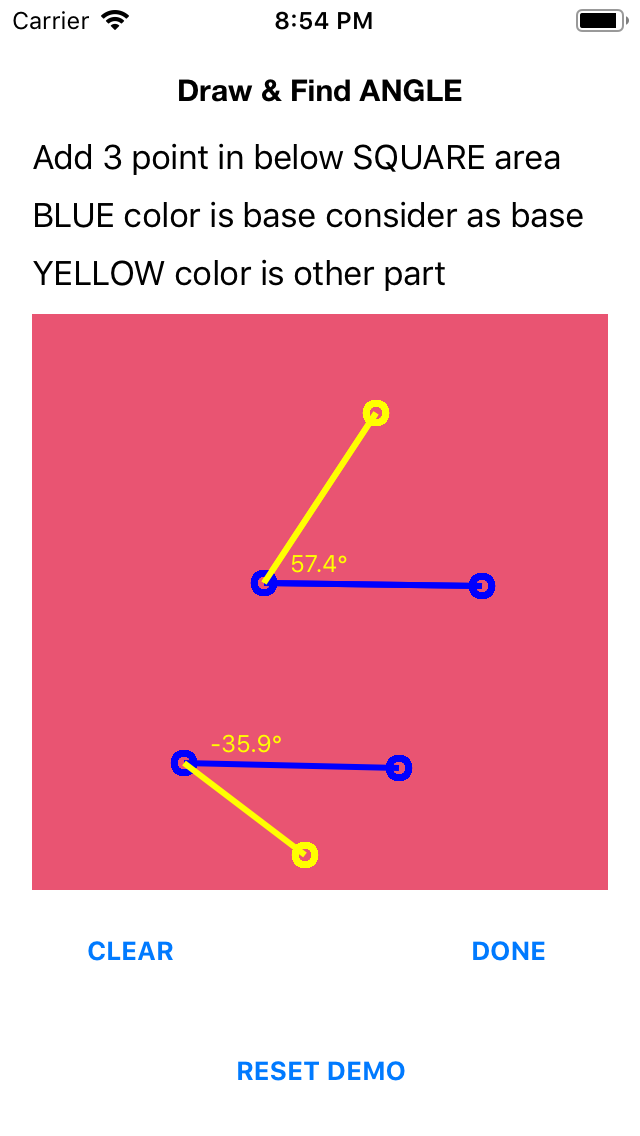 Carrier 8:54 PM
Draw & Find ANGLE
Add 3 point in below SQUARE area
BLUE color is base consider as base
YELLOW color is other part
57.4°
-35.9°
CLEAR DONE
RESET DEMO